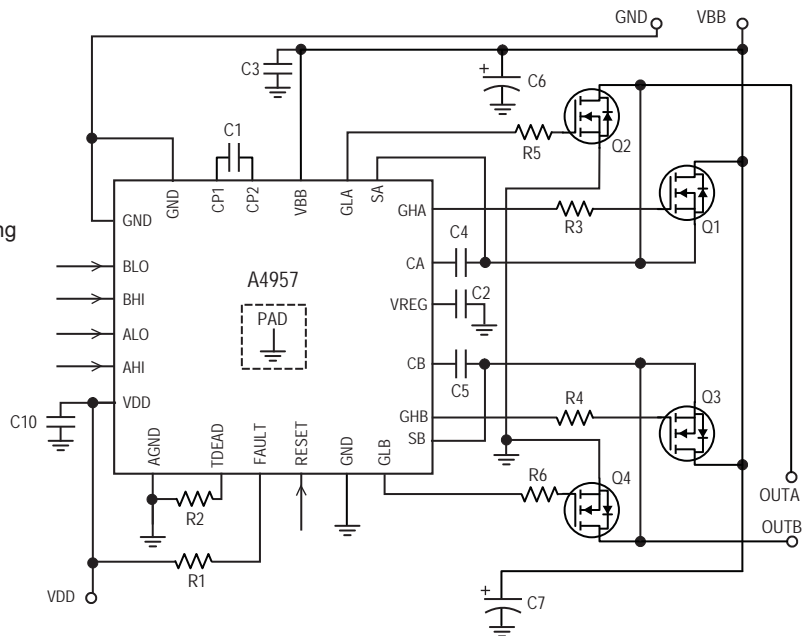 GND
VBB
C3
+
C6
C1
R5
Q2
GND
CP1
CP2
VBB
GLA
SA
GND
GHA
R3
Q1
ng
BLO
C4
CA
A4957
BHI
VREG
C2
PAD
ALO
AHI
CB
C5
R4
Q3
VDD
GHB
C10
SB
AGND
TDEAD
FAULT
RESET
GND
GLB
R6
Q4
OUTA
R2
OUTB
R1
VDD
+
C7